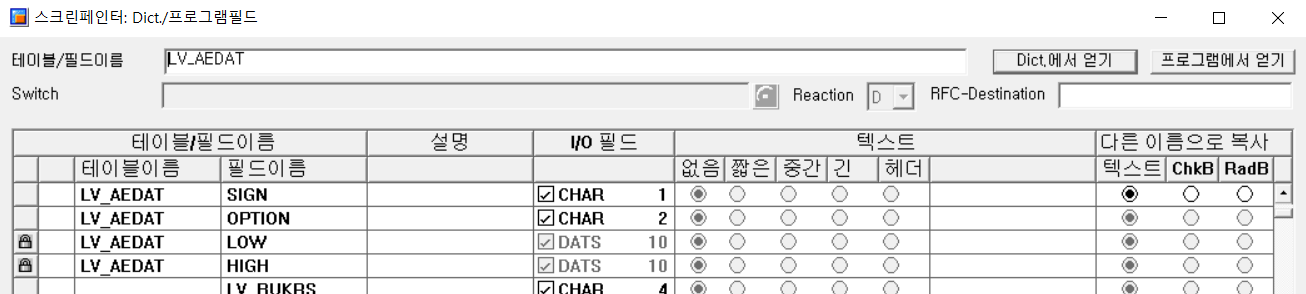 스크린페인터: Dict./프로그램필드
테이블/필드이름 LV_AEDAT Dict.에서 얻기 프로그램에서 얻기
Switch Reaction D RFC-Destination
테이블/필드이름 설명 I/O 필드 텍스트 다른 이름으로 복사
테이블이름 필드이름 없음 짧은 중간 긴 헤더 텍스트 ChkB RadB
LV_AEDAT SIGN CHAR 1
LV_AEDAT OPTION CHAR 2
LV_AEDAT LOW DATS 10
LV_AEDAT HIGH DATS 10
LV_BUKRS CHAR 4